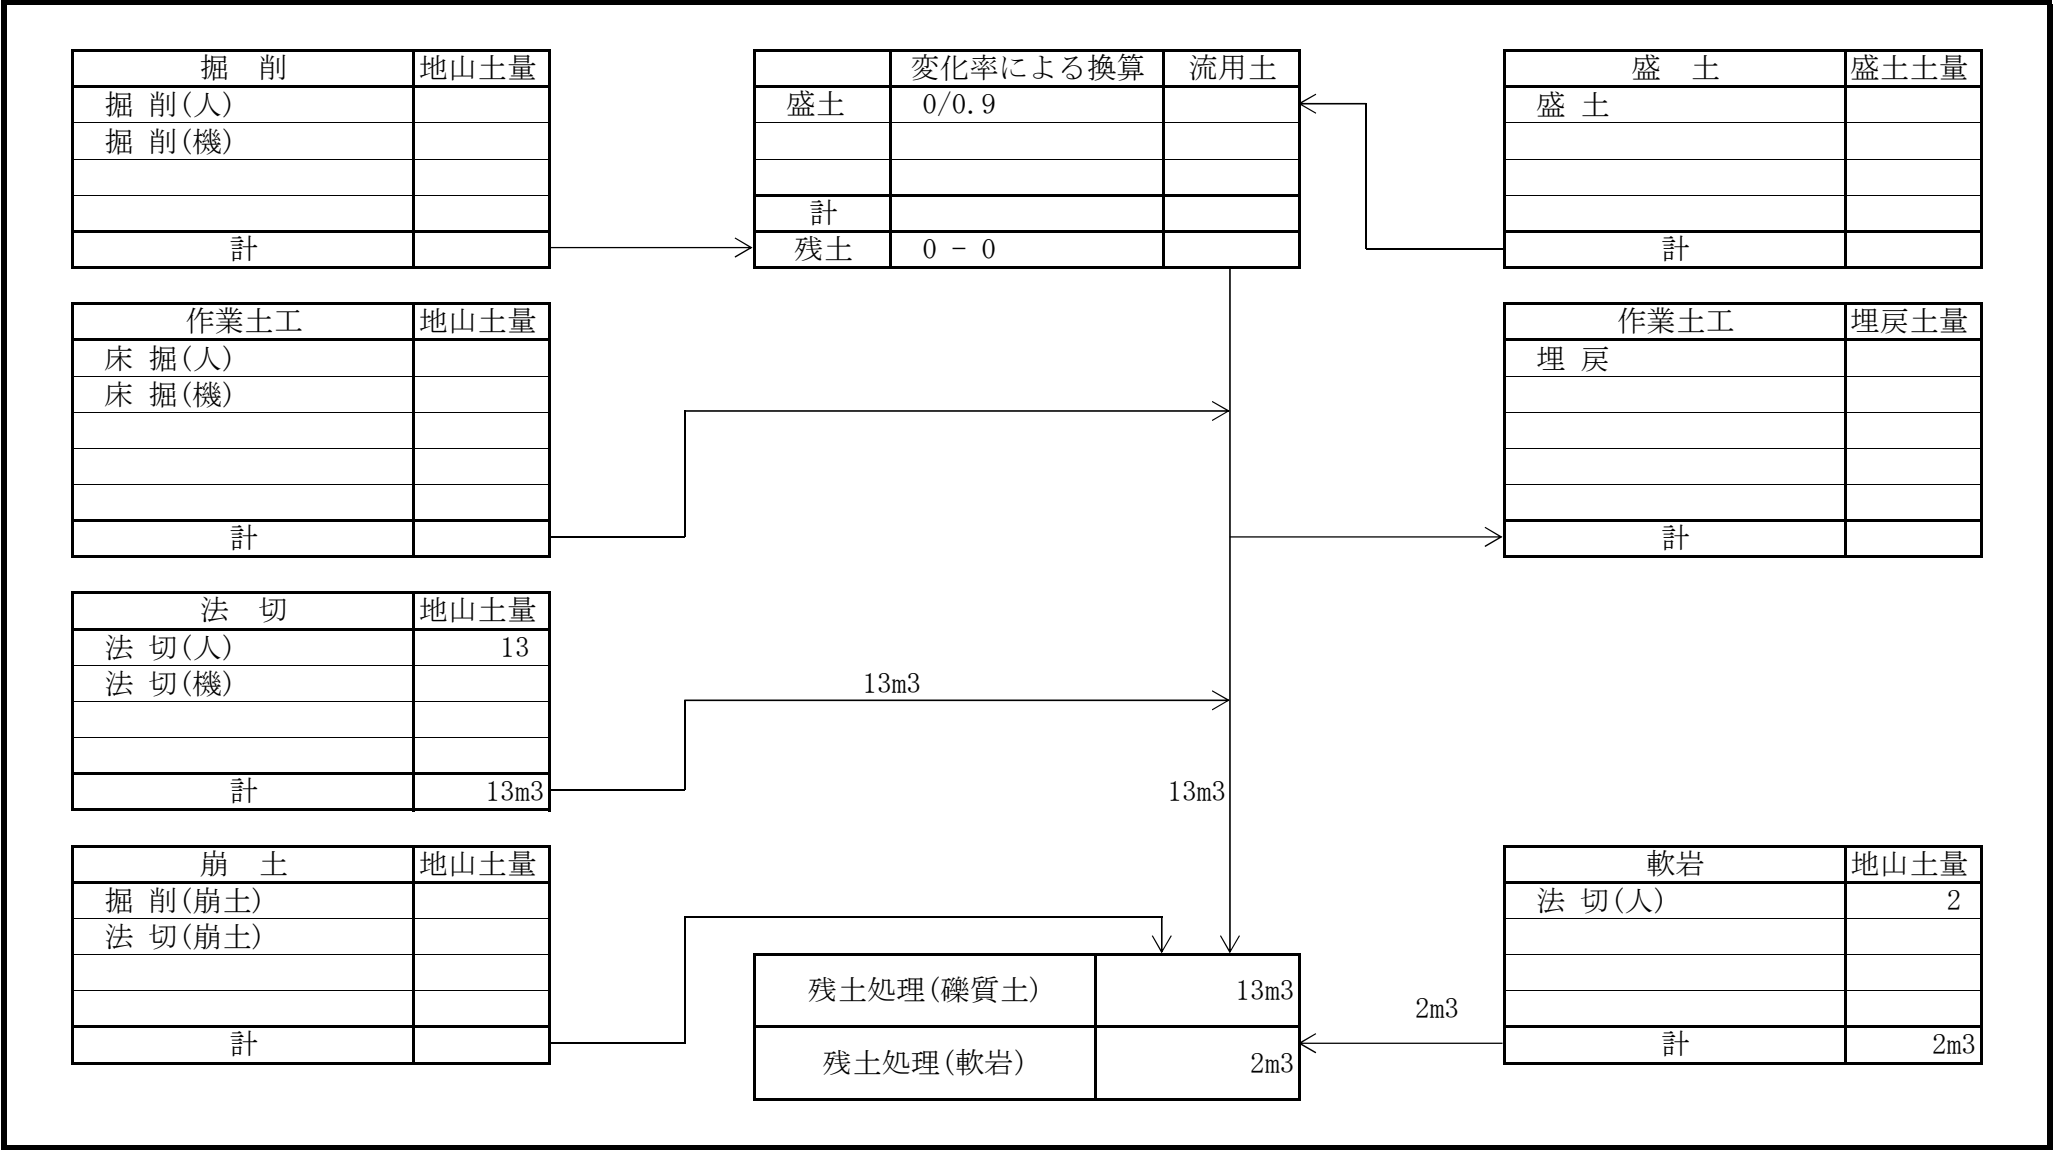 掘　削 地山土量
掘 削(人)
掘 削(機)
計
変化率による換算 流用土
盛土 0/0.9
計
残土 0 - 0
盛　土 盛土土量
盛 土
計
作業土工 地山土量
床 掘(人)
床 掘(機)
計
作業土工 埋戻土量
埋 戻
計
法　切 地山土量
法 切(人) 13
法 切(機)
計 13m3
13m3
13m3
崩　土 地山土量
掘 削(崩土)
法 切(崩土)
計
残土処理(礫質土) 13m3
残土処理(軟岩) 2m3
2m3
軟岩 地山土量
法 切(人) 2
計 2m3